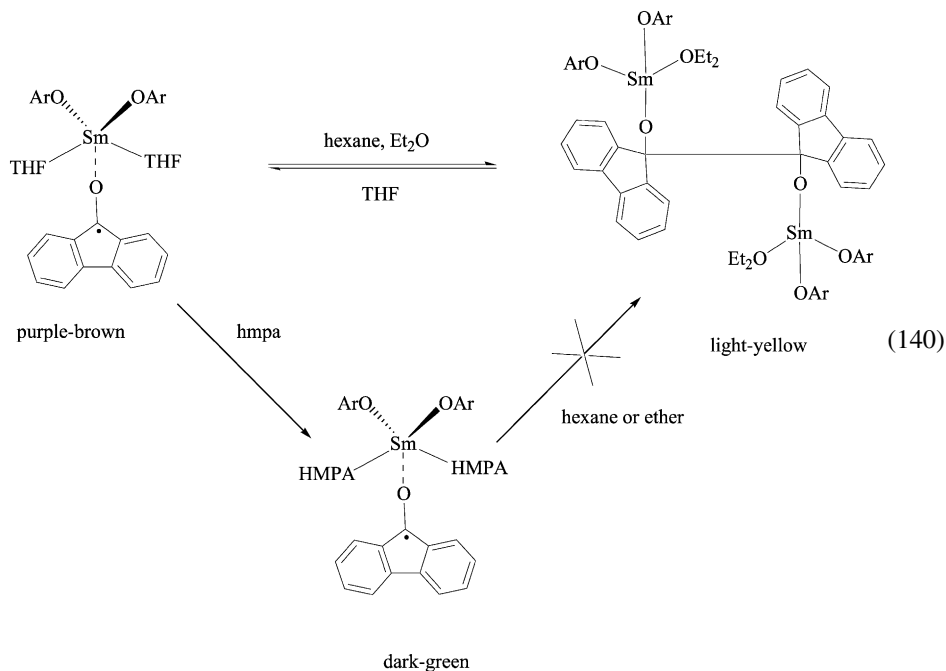 OAr
ArO
OEt2
Sm
O
ArO OAr
Sm
THF THF
O
hexane, Et2O
THF
O
Sm
Et2O
OAr
OAr
purple-brown
hmpa
light-yellow
(140)
hexane or ether
ArO OAr
Sm
HMPA HMPA
O
dark-green